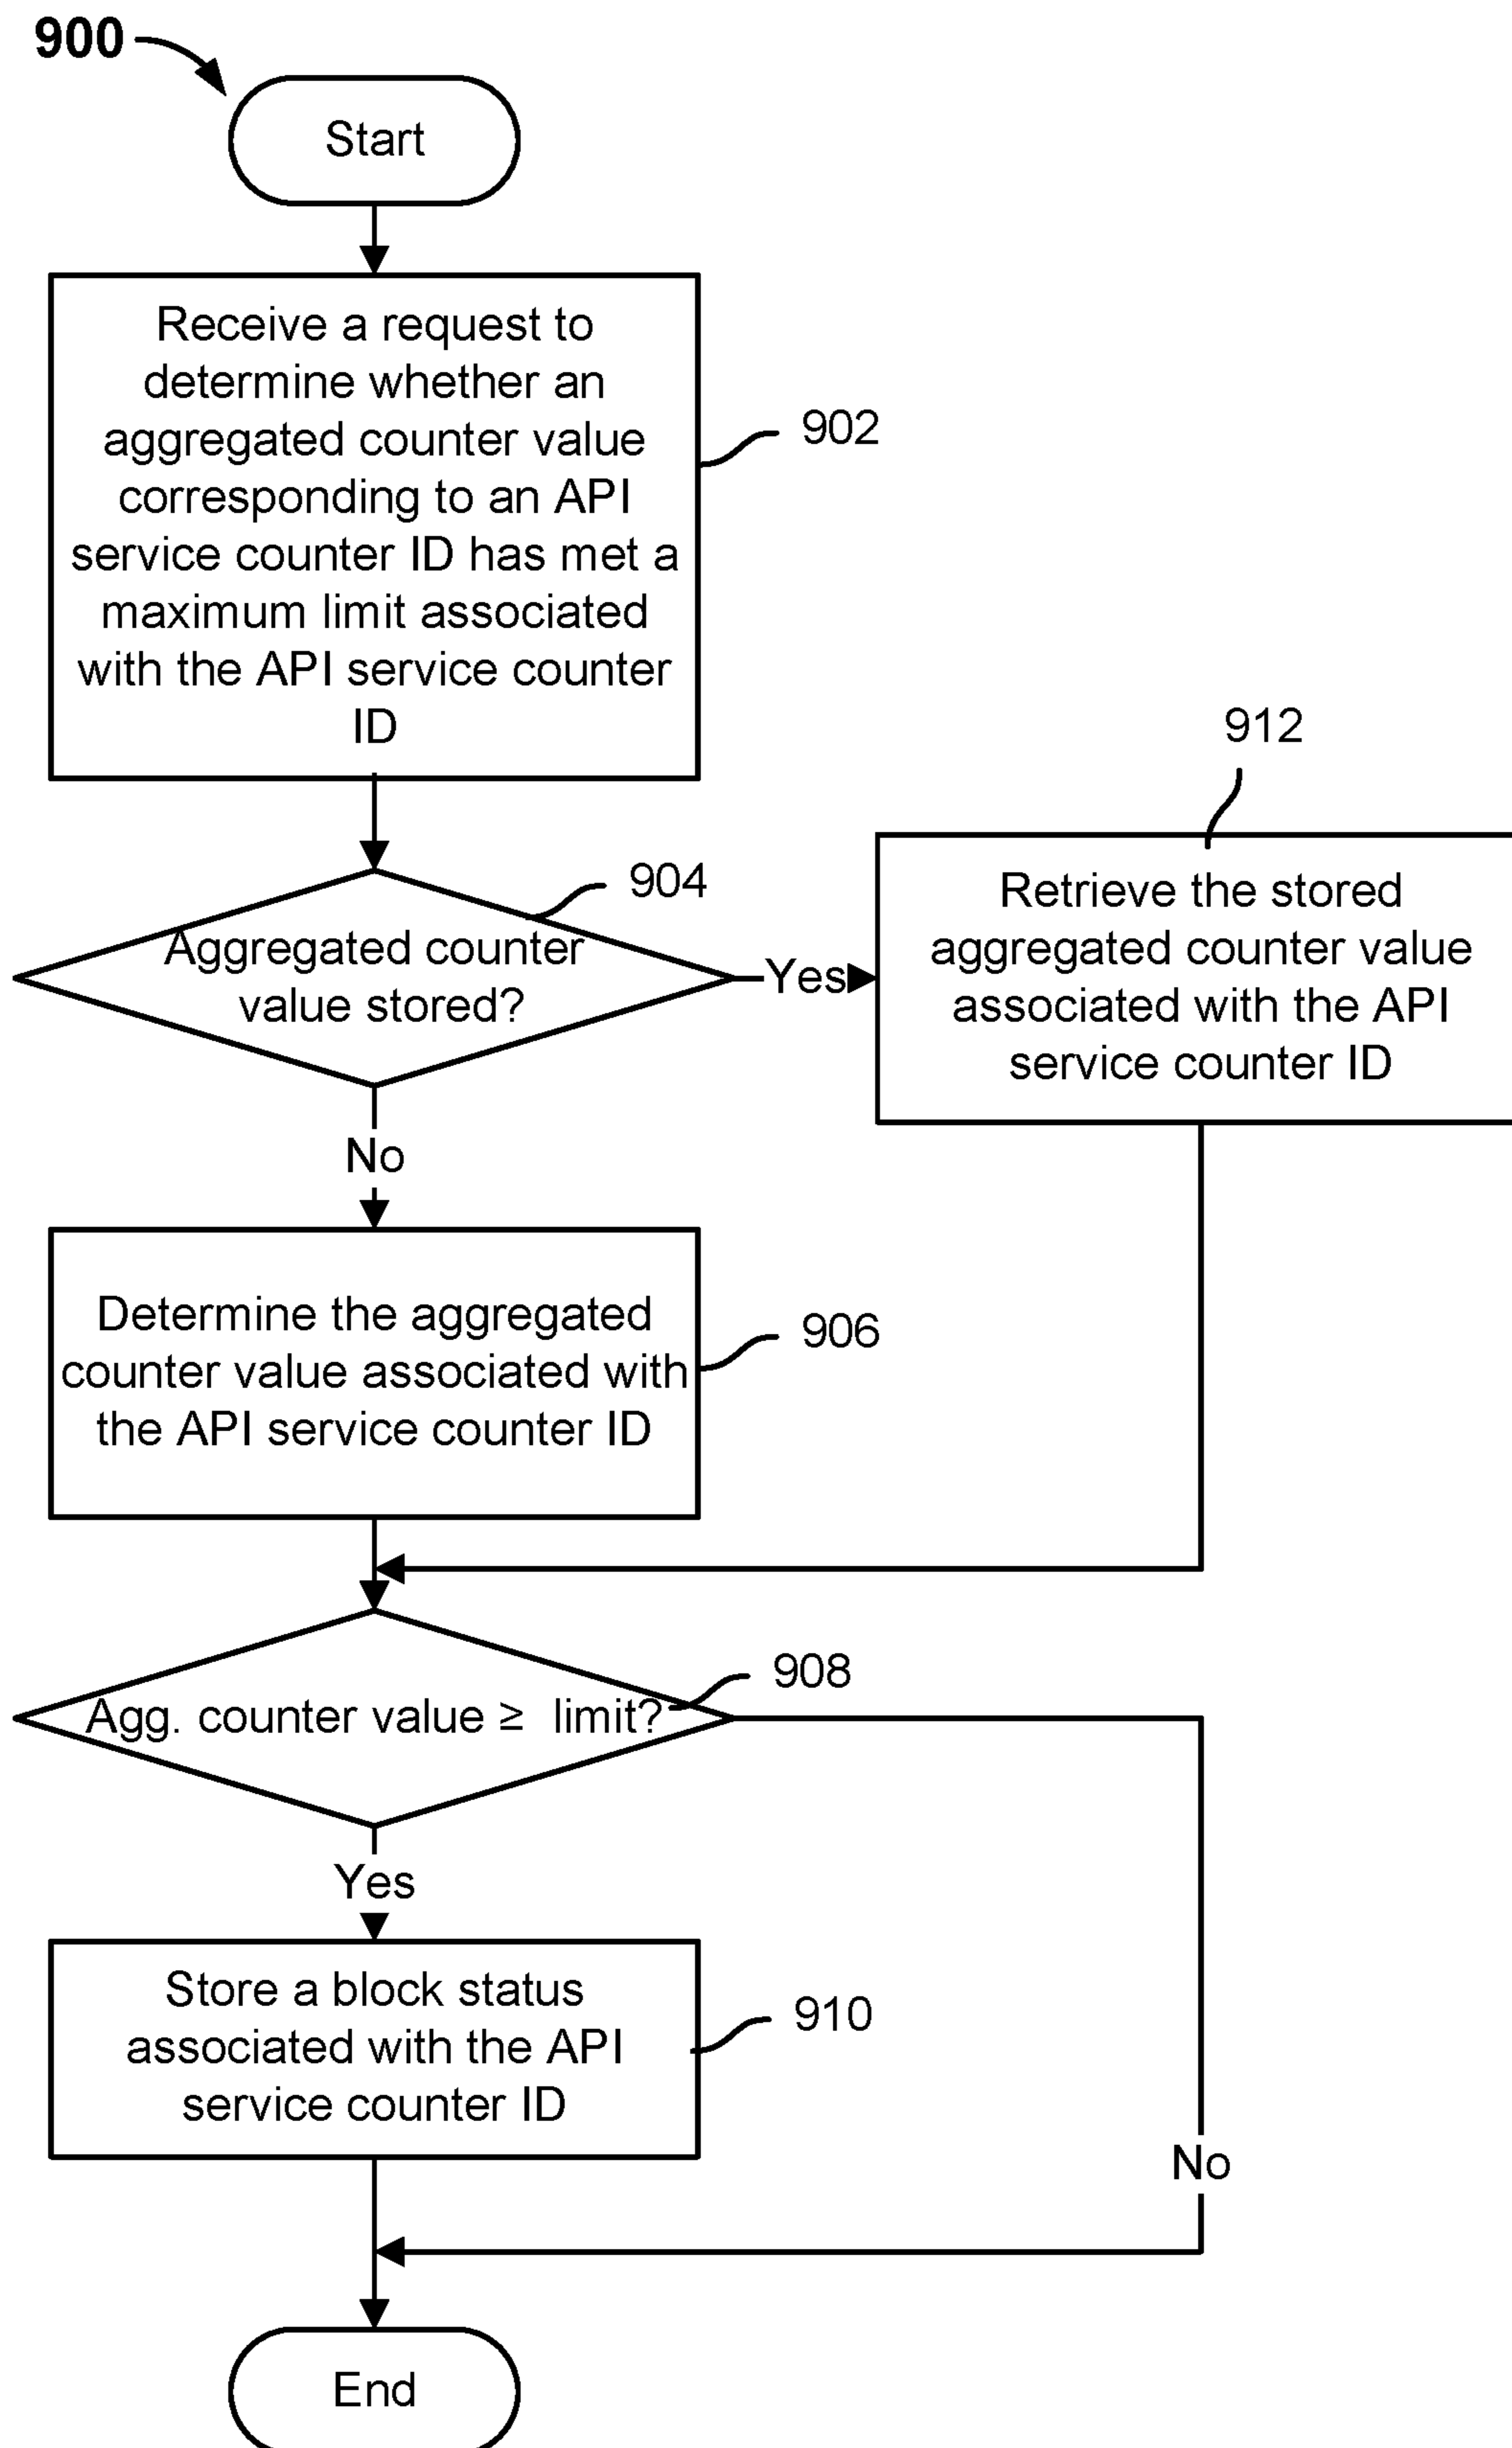 900
Start
Receive a request to
determine whether an
aggregated counter value
corresponding to an API
service counter ID has met a
maximum limit associated
with the API service counter
ID
902
912
904
Aggregated counter
value stored?
Yes
Retrieve the stored
aggregated counter value
associated with the API
service counter ID
No
Determine the aggregated
counter value associated with
the API service counter ID
906
908
Agg. counter value ≥ limit?
Yes
Store a block status
associated with the API
service counter ID
910
No
End